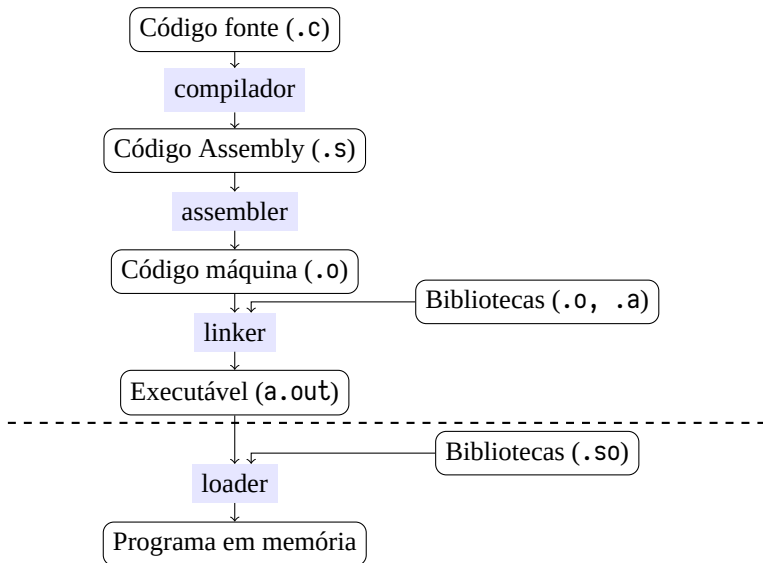 Código fonte (.c)
compilador
Código Assembly (.s)
assembler
Código máquina (.o)
Bibliotecas (.o, .a)
linker
Executável (a.out)
Bibliotecas (.so)
loader
Programa em memória